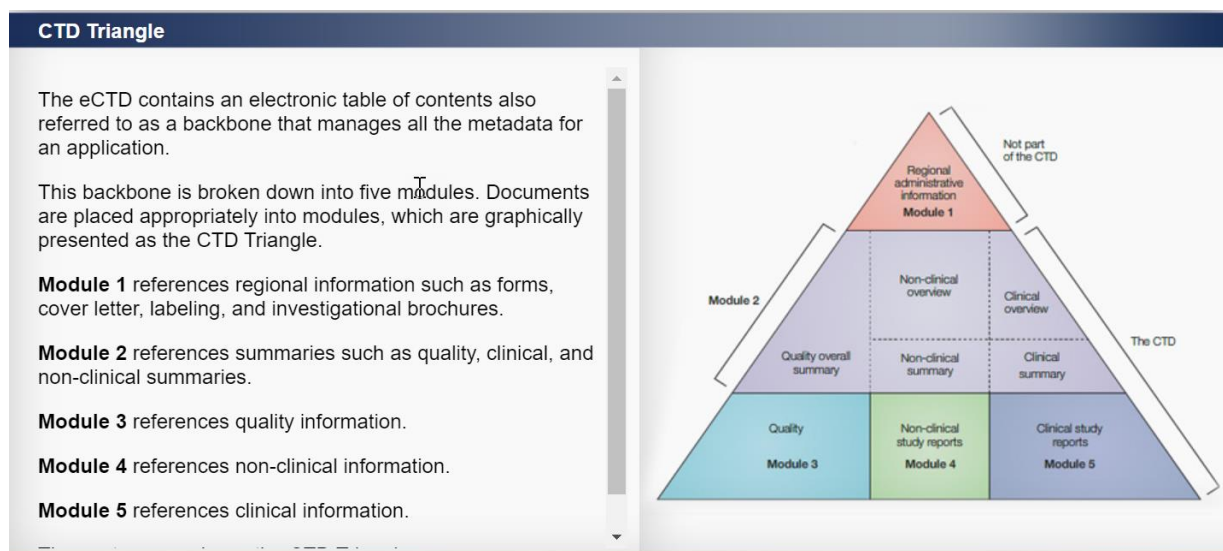 CTD Triangle
The eCTD contains an electronic table of contents also
referred to as a backbone that manages all the metadata for
an application.
This backbone is broken down into five modules. Documents
are placed appropriately into modules, which are graphically
presented as the CTD Triangle.
Module 1 references regional information such as forms,
cover letter, labeling, and investigational brochures.
Module 2 references summaries such as quality, clinical, and
non-clinical summaries.
Module 3 references quality information.
Module 4 references non-clinical information.
Module 5 references clinical information.
Not part
of the CTD
Regional
administrative
information
Module 1
Module 2
Non-clinical
overview
Clinical
overview
The CTD
Quality overall
summary
Non-clinical
summary
Clinical
summary
Quality
Module 3
Non-clinical
study reports
Module 4
Clinical study
reports
Module 5